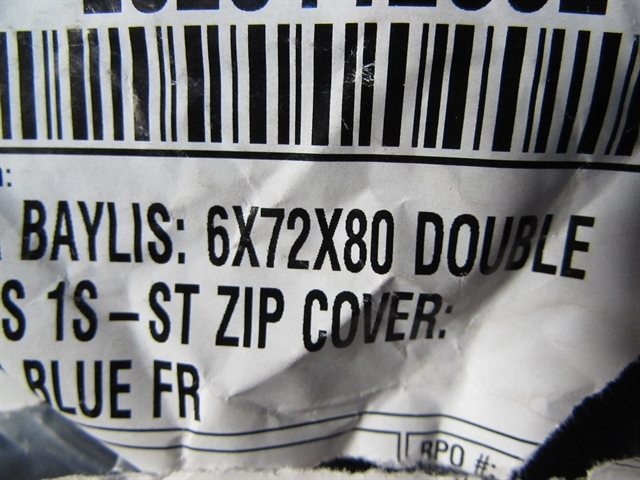 BAYLIS: 6X72X80 DOUBLE
S 1S-ST ZIP COVER:
BLUE FR
RPO #: